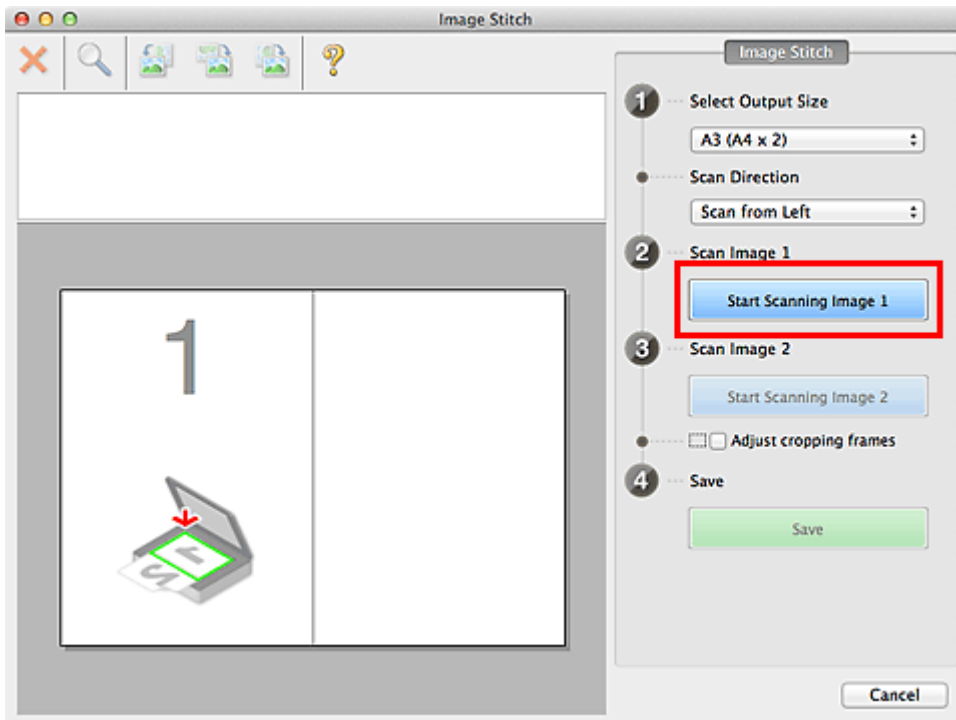 Image Stitch
?
Image Stitch
1 Select Output Size
A3 (A4 x 2)
Scan Direction
Scan from Left
2 Scan Image 1
Start Scanning Image 1
3 Scan Image 2
Start Scanning Image 2
Adjust cropping frames
4 Save
Save
1
1
2
Cancel